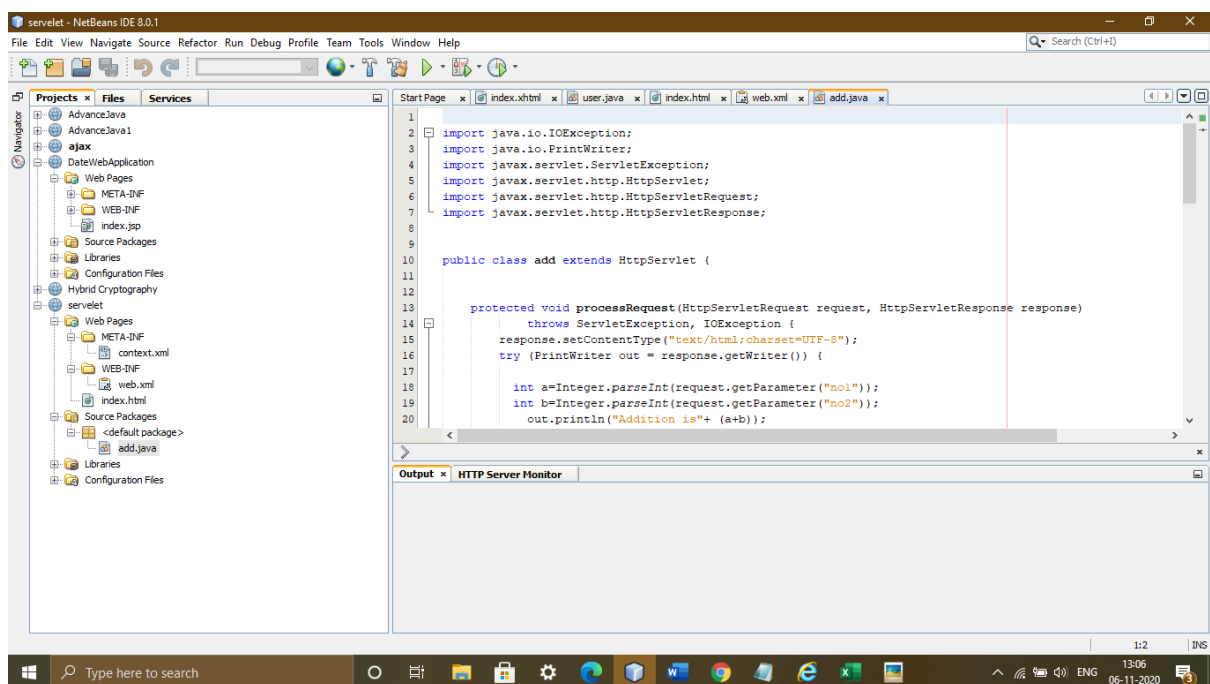 servelet - NetBeans IDE 8.0.1
File Edit View Navigate Source Refactor Run Debug Profile Team Tools Window Help
Search (Ctrl+I)
Projects Files Services
Navigator
AdvanceJava
AdvanceJava1
ajax
DateWebApplication
Web Pages
META-INF
WEB-INF
index.jsp
Source Packages
Libraries
Configuration Files
Hybrid Cryptography
servelet
Web Pages
META-INF
context.xml
WEB-INF
web.xml
index.html
Source Packages
<default package>
add.java
Libraries
Configuration Files
Start Page index.xhtml user.java index.html web.xml add.java
1
2 import java.io.IOException;
3 import java.io.PrintWriter;
4 import javax.servlet.ServletException;
5 import javax.servlet.http.HttpServlet;
6 import javax.servlet.http.HttpServletRequest;
7 import javax.servlet.http.HttpServletResponse;
8
9
10 public class add extends HttpServlet {
11
12
13 protected void processRequest(HttpServletRequest request, HttpServletResponse response)
14 throws ServletException, IOException {
15 response.setContentType("text/html;charset=UTF-8");
16 try (PrintWriter out = response.getWriter()) {
17
18 int a=Integer.parseInt(request.getParameter("no1"));
19 int b=Integer.parseInt(request.getParameter("no2"));
20 out.println("Addition is"+ (a+b));
Output HTTP Server Monitor
1:2 INS
Type here to search
ENG
13:06
06-11-2020
3